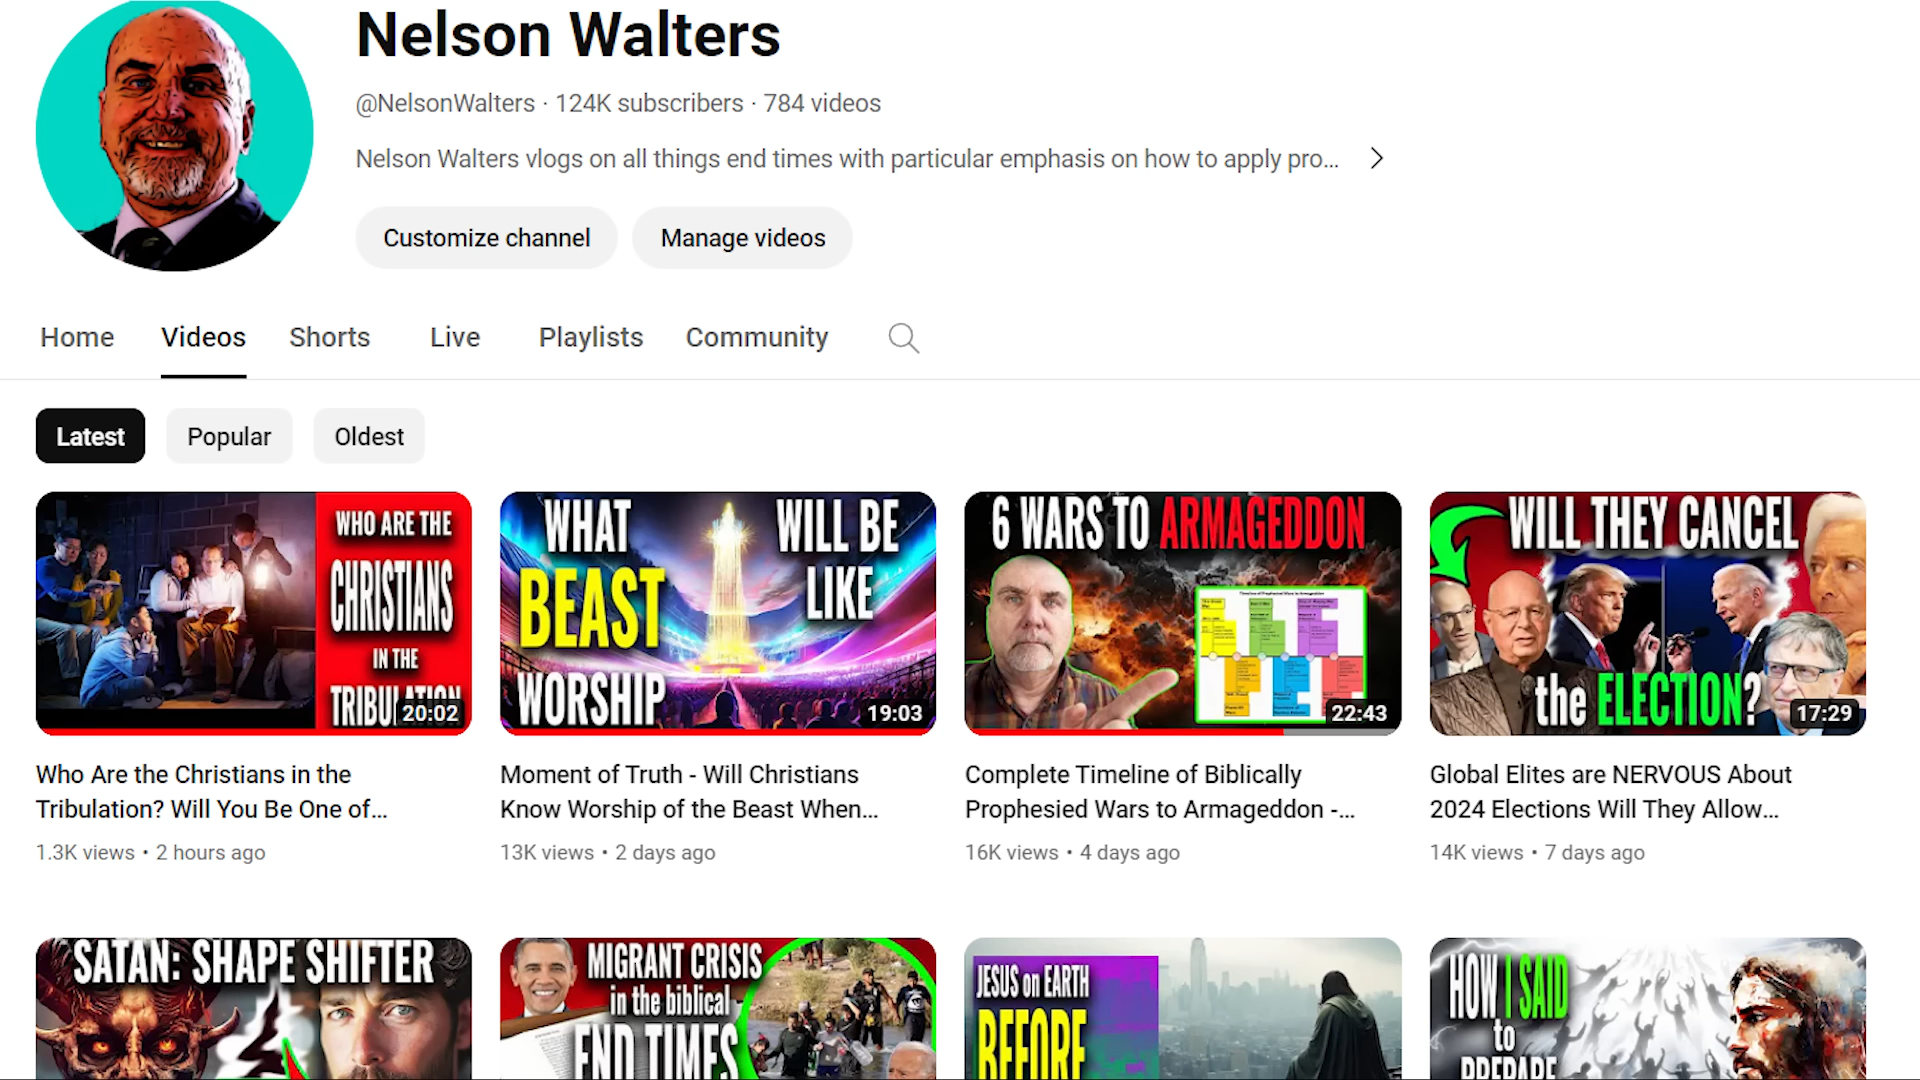 Nelson Walters
@NelsonWalters · 124K subscribers · 784 videos
Nelson Walters vlogs on all things end times with particular emphasis on how to apply pro...
Customize channel
Manage videos
Home
Videos
Shorts
Live
Playlists
Community
Latest
Popular
Oldest
WHO ARE THE
CHRISTIANS
IN THE
TRIBULATION
20:02
WHAT
WILL BE
BEAST
LIKE
WORSHIP
19:03
6 WARS TO ARMAGEDDON
22:43
WILL THEY CANCEL
the ELECTION?
17:29
Who Are the Christians in the
Tribulation? Will You Be One of...
1.3K views • 2 hours ago
Moment of Truth - Will Christians
Know Worship of the Beast When...
13K views • 2 days ago
Complete Timeline of Biblically
Prophesied Wars to Armageddon -...
16K views • 4 days ago
Global Elites are NERVOUS About
2024 Elections Will They Allow...
14K views • 7 days ago
SATAN: SHAPE SHIFTER
MIGRANT CRISIS
in the biblical
END TIMES
JESUS on EARTH
BEFORE
HOW I SAID
to
PREPARE